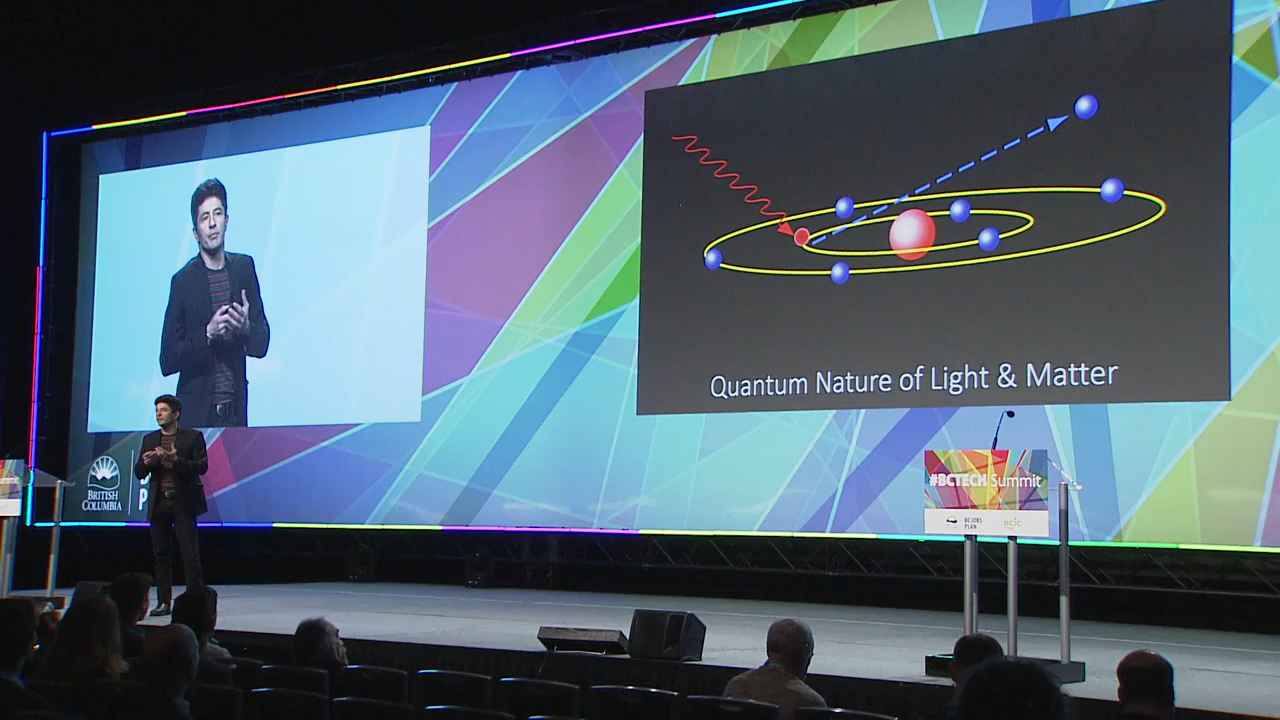 Quantum Nature of Light & Matter
BRITISH
COLUMBIA
#BCTECH Summit
BC JOBS
PLAN